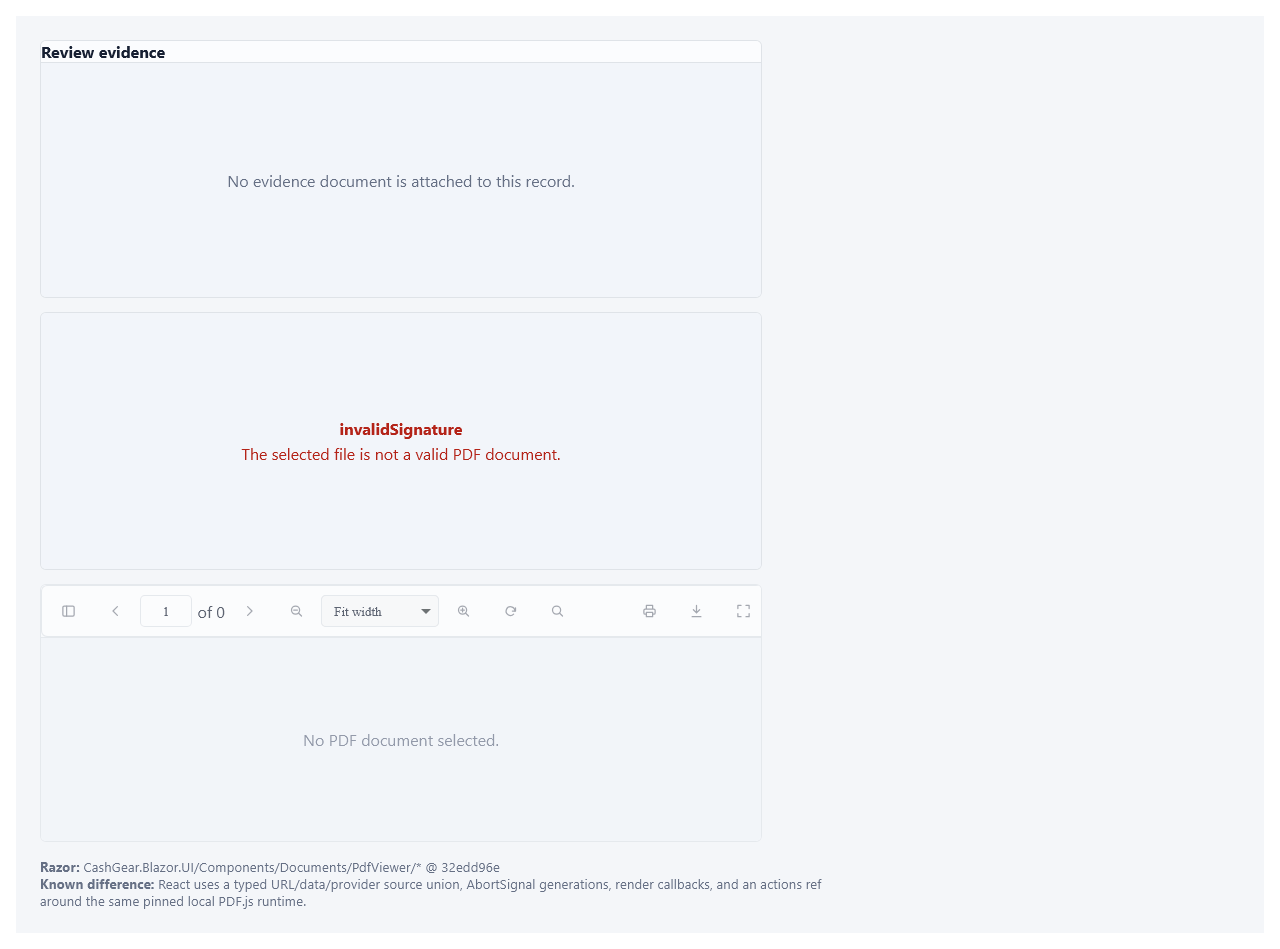 Review evidence
No evidence document is attached to this record.
invalidSignature
The selected file is not a valid PDF document.
1 of 0 Fit width
No PDF document selected.
Razor: CashGear.Blazor.UI/Components/Documents/PdfViewer/* @ 32edd96e
Known difference: React uses a typed URL/data/provider source union, AbortSignal generations, render callbacks, and an actions ref
around the same pinned local PDF.js runtime.